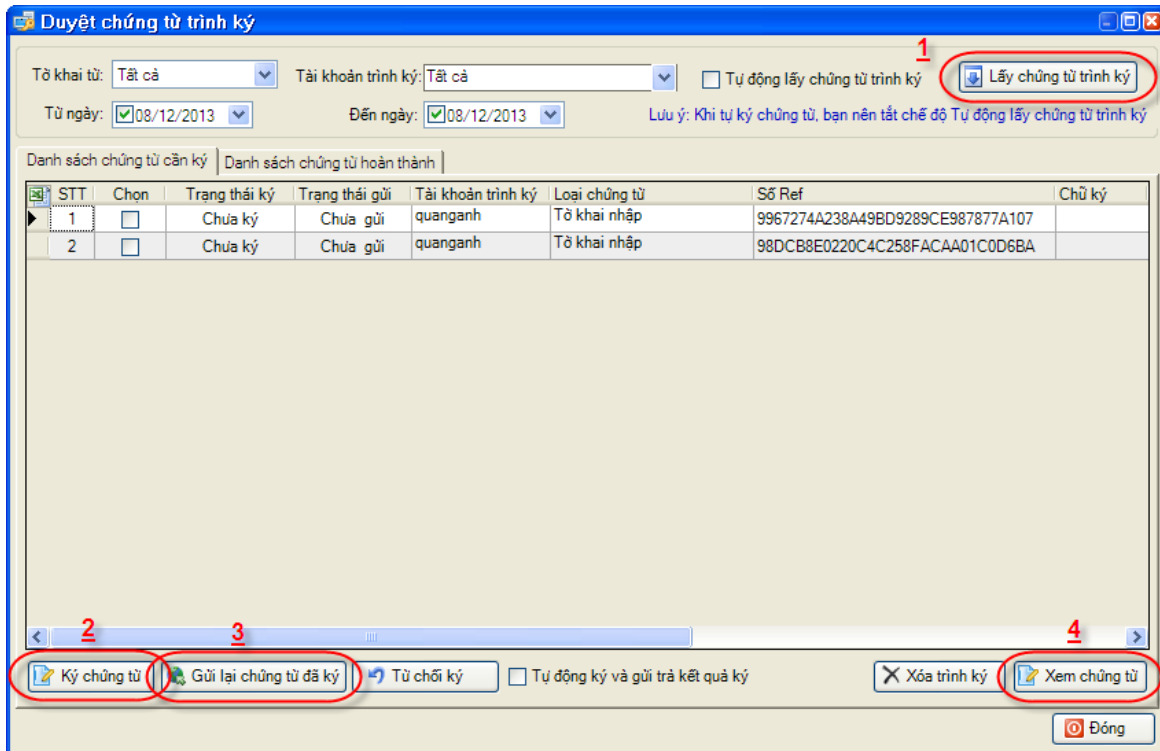 Duyệt chứng từ trình ký
1
Tờ khai từ: Tất cả Tài khoản trình ký: Tất cả Tự động lấy chứng từ trình ký Lấy chứng từ trình ký
Từ ngày: 08/12/2013 Đến ngày: 08/12/2013 Lưu ý: Khi tự ký chứng từ, bạn nên tắt chế độ Tự động lấy chứng từ trình ký
Danh sách chứng từ cần ký Danh sách chứng từ hoàn thành
STT Chọn Trạng thái ký Trạng thái gửi Tài khoản trình ký Loại chứng từ Số Ref Chữ ký
1 Chưa ký Chưa gửi quanganh Tờ khai nhập 9967274A238A49BD9289CE987877A107
2 Chưa ký Chưa gửi quanganh Tờ khai nhập 98DCB8E0220C4C258FACAA01C0D6BA
2 3 4
Ký chứng từ Gửi lại chứng từ đã ký Từ chối ký Tự động ký và gửi trả kết quả ký Xóa trình ký Xem chứng từ
Đóng